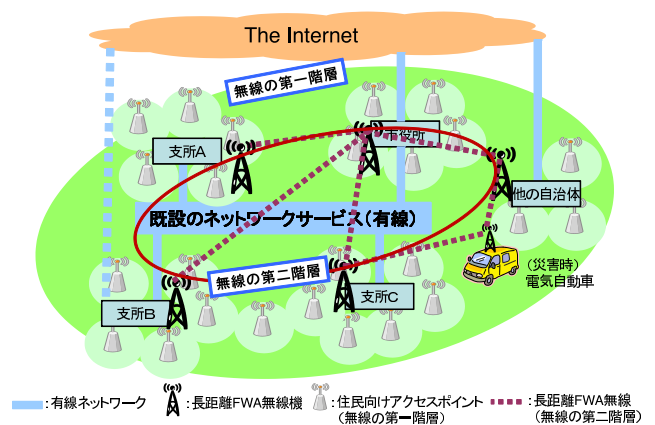 The Internet
無線の第一階層
支所A
市役所
他の自治体
既設のネットワークサービス(有線)
(災害時)
電気自動車
無線の第二階層
支所B
支所C
:有線ネットワーク
:長距離FWA無線機
:住民向けアクセスポイント
(無線の第一階層)
:長距離FWA無線
(無線の第二階層)